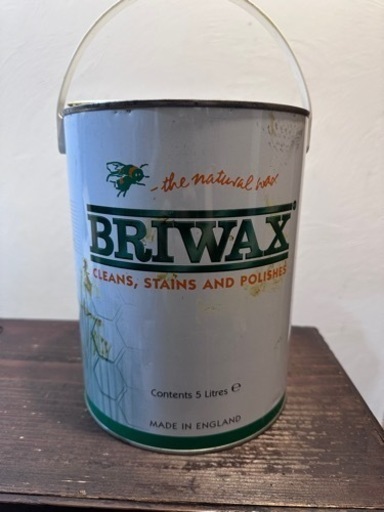 the natural wax
BRIWAX®
CLEANS, STAINS AND POLISHES
Contents 5 Litres ℮
MADE IN ENGLAND